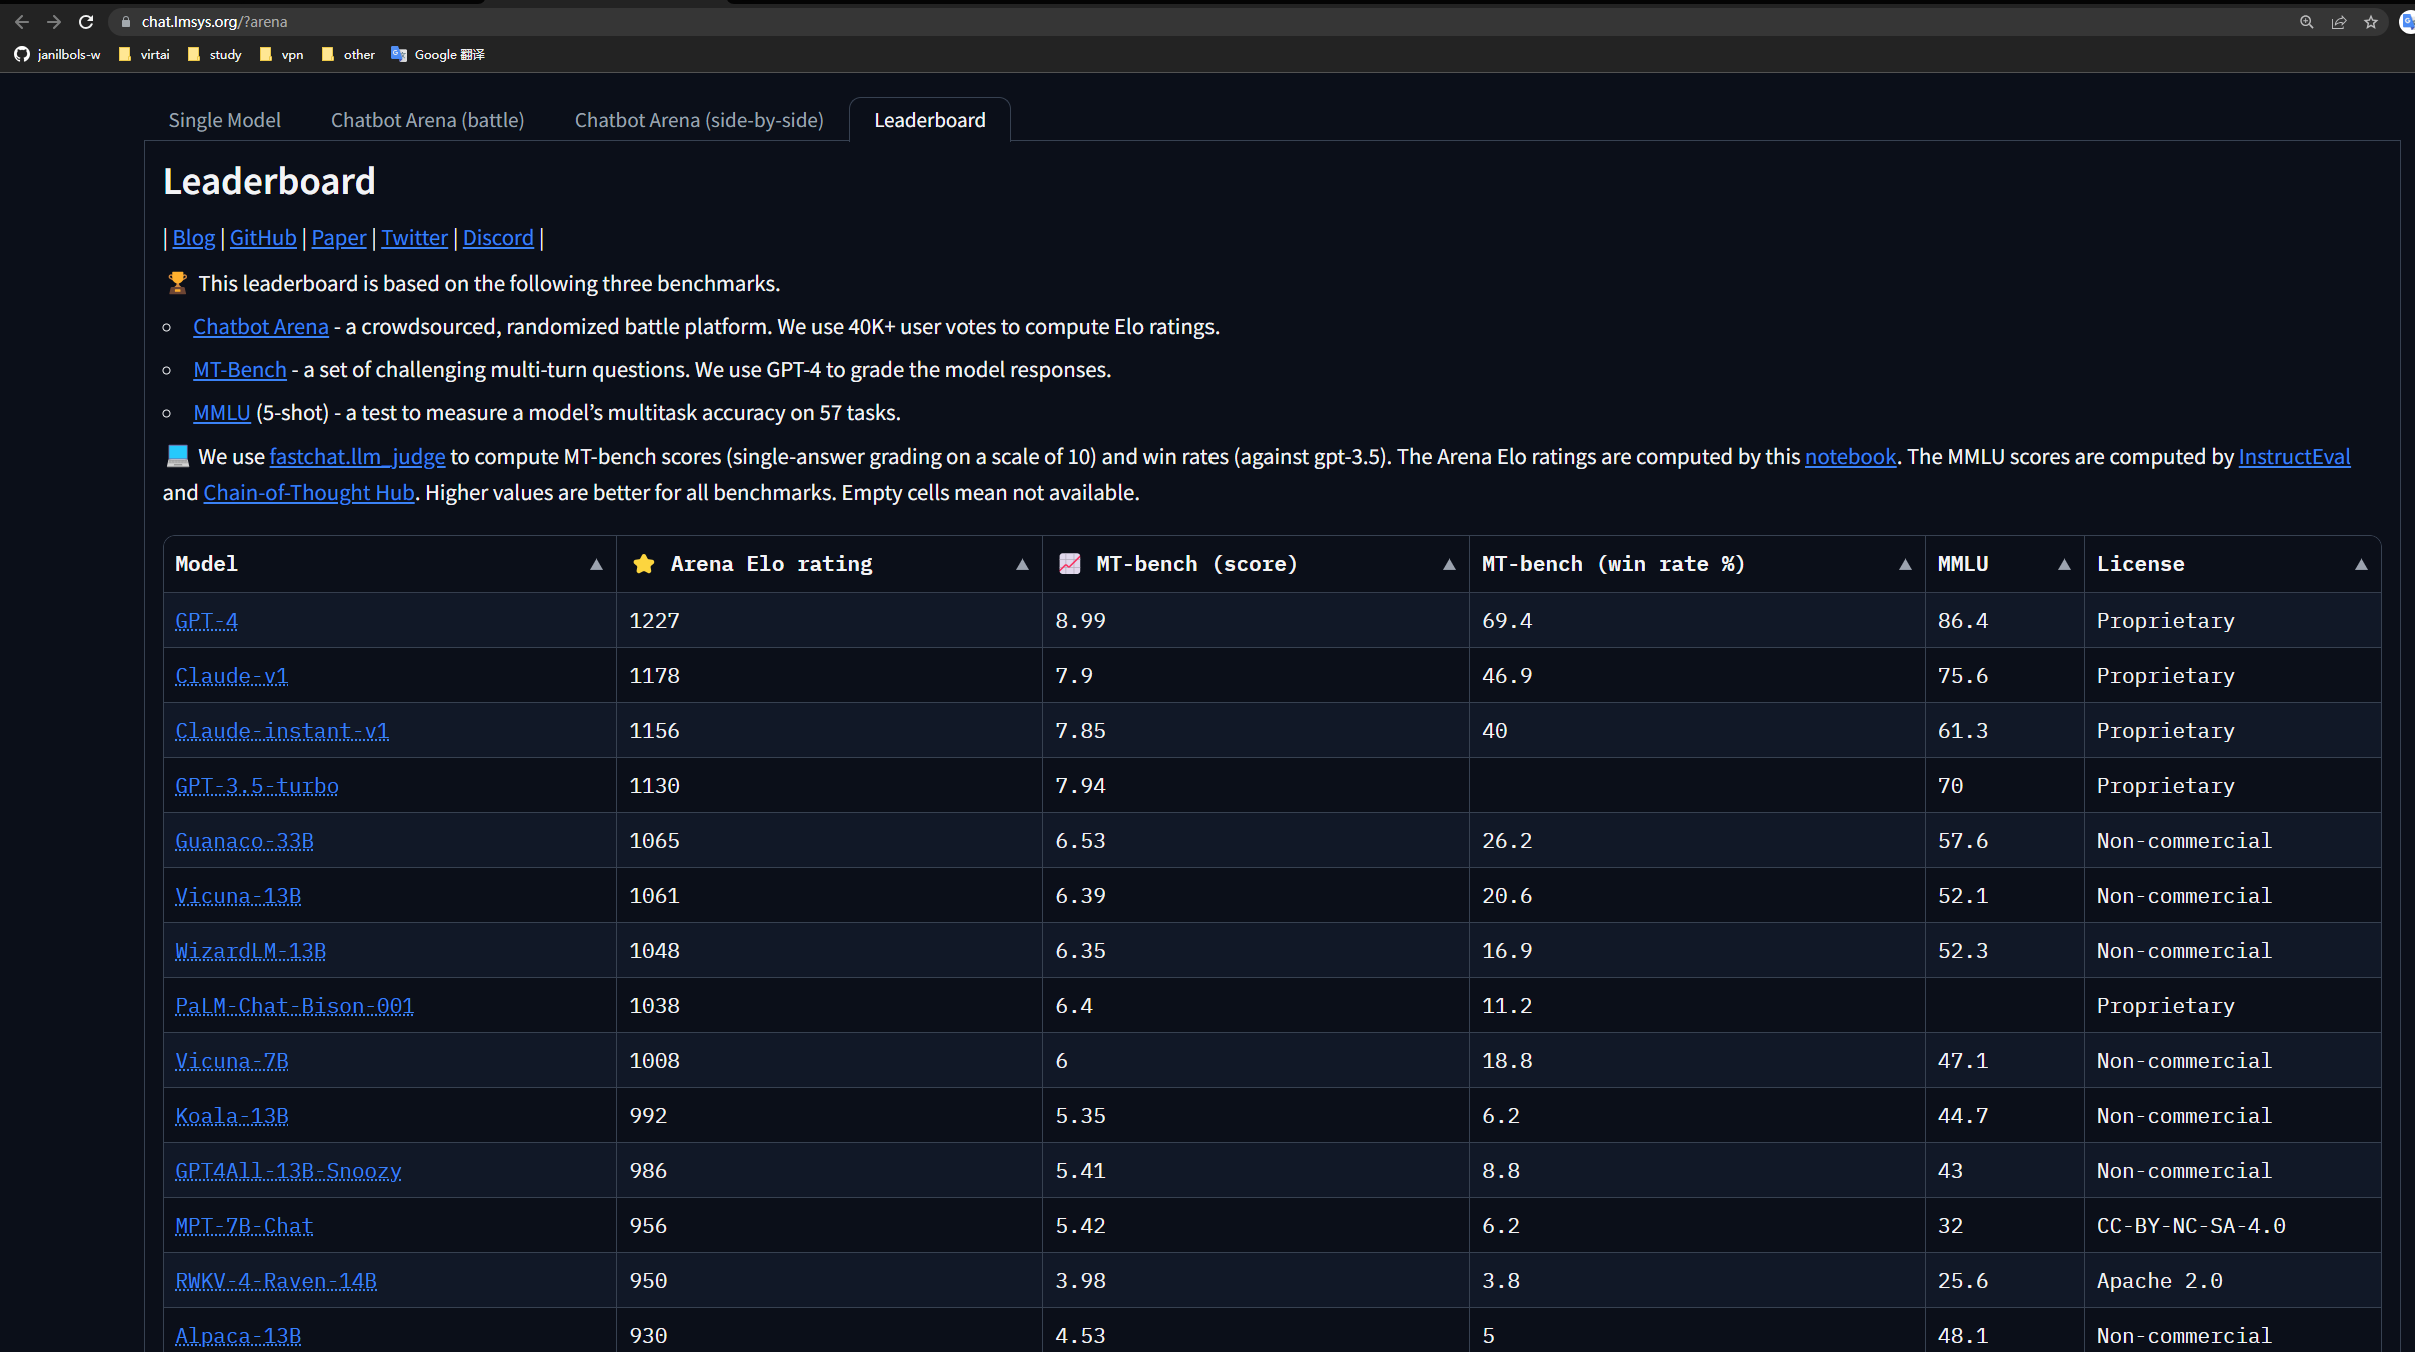 chat.lmsys.org/?arena
janilbols-w virtai study vpn other Google 翻译
Single Model Chatbot Arena (battle) Chatbot Arena (side-by-side) Leaderboard
Leaderboard
| Blog | GitHub | Paper | Twitter | Discord |
🏆 This leaderboard is based on the following three benchmarks.
Chatbot Arena - a crowdsourced, randomized battle platform. We use 40K+ user votes to compute Elo ratings.
MT-Bench - a set of challenging multi-turn questions. We use GPT-4 to grade the model responses.
MMLU (5-shot) - a test to measure a model’s multitask accuracy on 57 tasks.
💻 We use fastchat.llm_judge to compute MT-bench scores (single-answer grading on a scale of 10) and win rates (against gpt-3.5). The Arena Elo ratings are computed by this notebook. The MMLU scores are computed by InstructEval
and Chain-of-Thought Hub. Higher values are better for all benchmarks. Empty cells mean not available.
Model ▲ ⭐ Arena Elo rating ▲ 📈 MT-bench (score) ▲ MT-bench (win rate %) ▲ MMLU ▲ License ▲
GPT-4 1227 8.99 69.4 86.4 Proprietary
Claude-v1 1178 7.9 46.9 75.6 Proprietary
Claude-instant-v1 1156 7.85 40 61.3 Proprietary
GPT-3.5-turbo 1130 7.94 70 Proprietary
Guanaco-33B 1065 6.53 26.2 57.6 Non-commercial
Vicuna-13B 1061 6.39 20.6 52.1 Non-commercial
WizardLM-13B 1048 6.35 16.9 52.3 Non-commercial
PaLM-Chat-Bison-001 1038 6.4 11.2 Proprietary
Vicuna-7B 1008 6 18.8 47.1 Non-commercial
Koala-13B 992 5.35 6.2 44.7 Non-commercial
GPT4All-13B-Snoozy 986 5.41 8.8 43 Non-commercial
MPT-7B-Chat 956 5.42 6.2 32 CC-BY-NC-SA-4.0
RWKV-4-Raven-14B 950 3.98 3.8 25.6 Apache 2.0
Alpaca-13B 930 4.53 5 48.1 Non-commercial